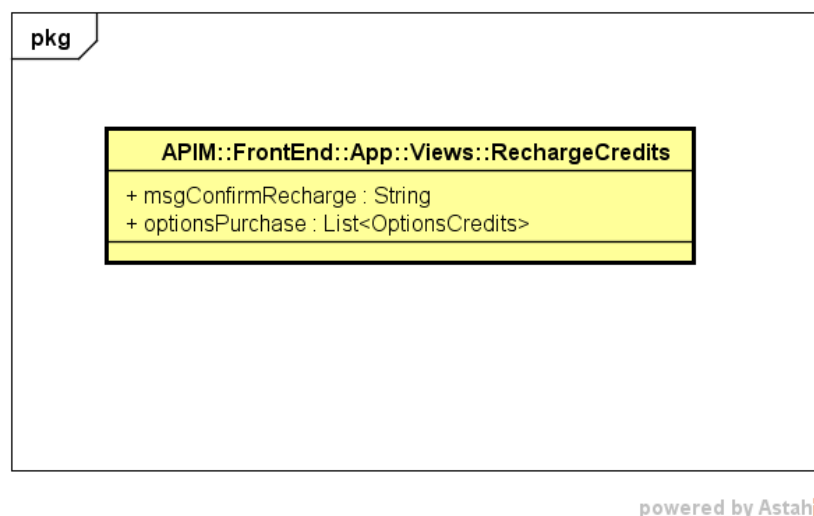 pkg
APIM::FrontEnd::App::Views::RechargeCredits
+ msgConfirmRecharge : String
+ optionsPurchase : List<OptionsCredits>
powered by Astah